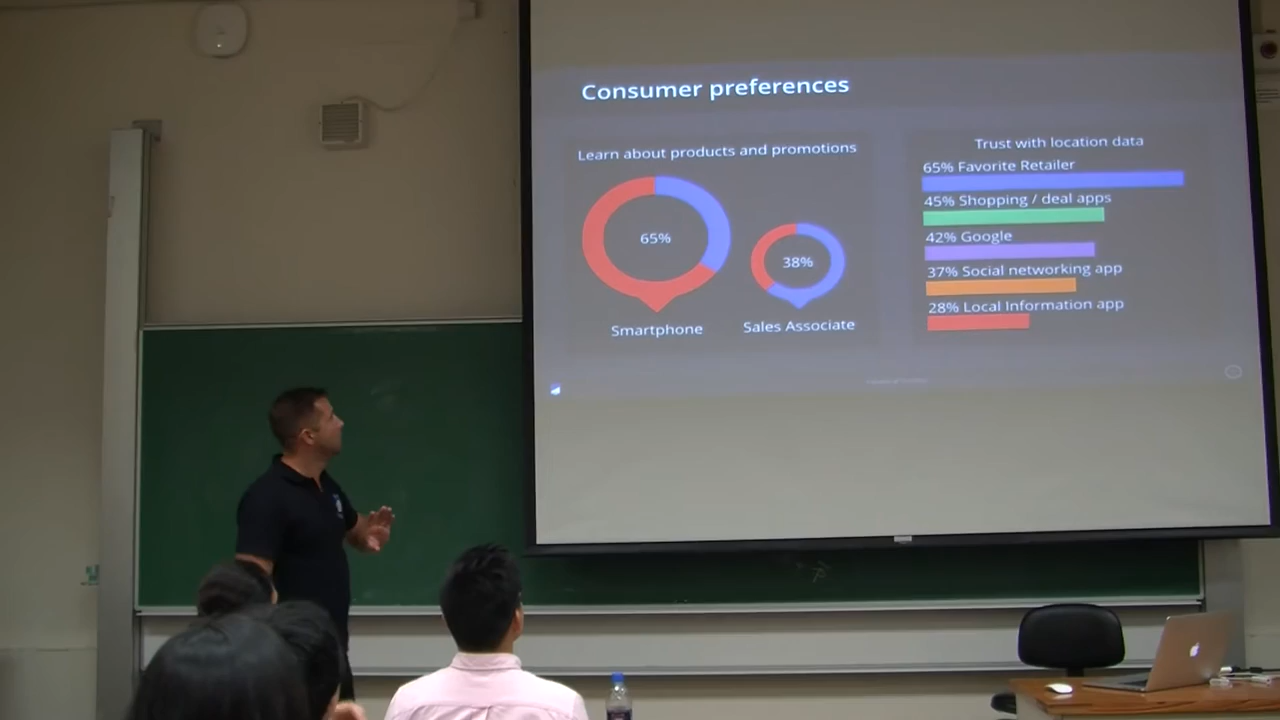 Consumer preferences
Learn about products and promotions
65%
Smartphone
38%
Sales Associate
Trust with location data
65% Favorite Retailer
45% Shopping / deal apps
42% Google
37% Social networking app
28% Local Information app